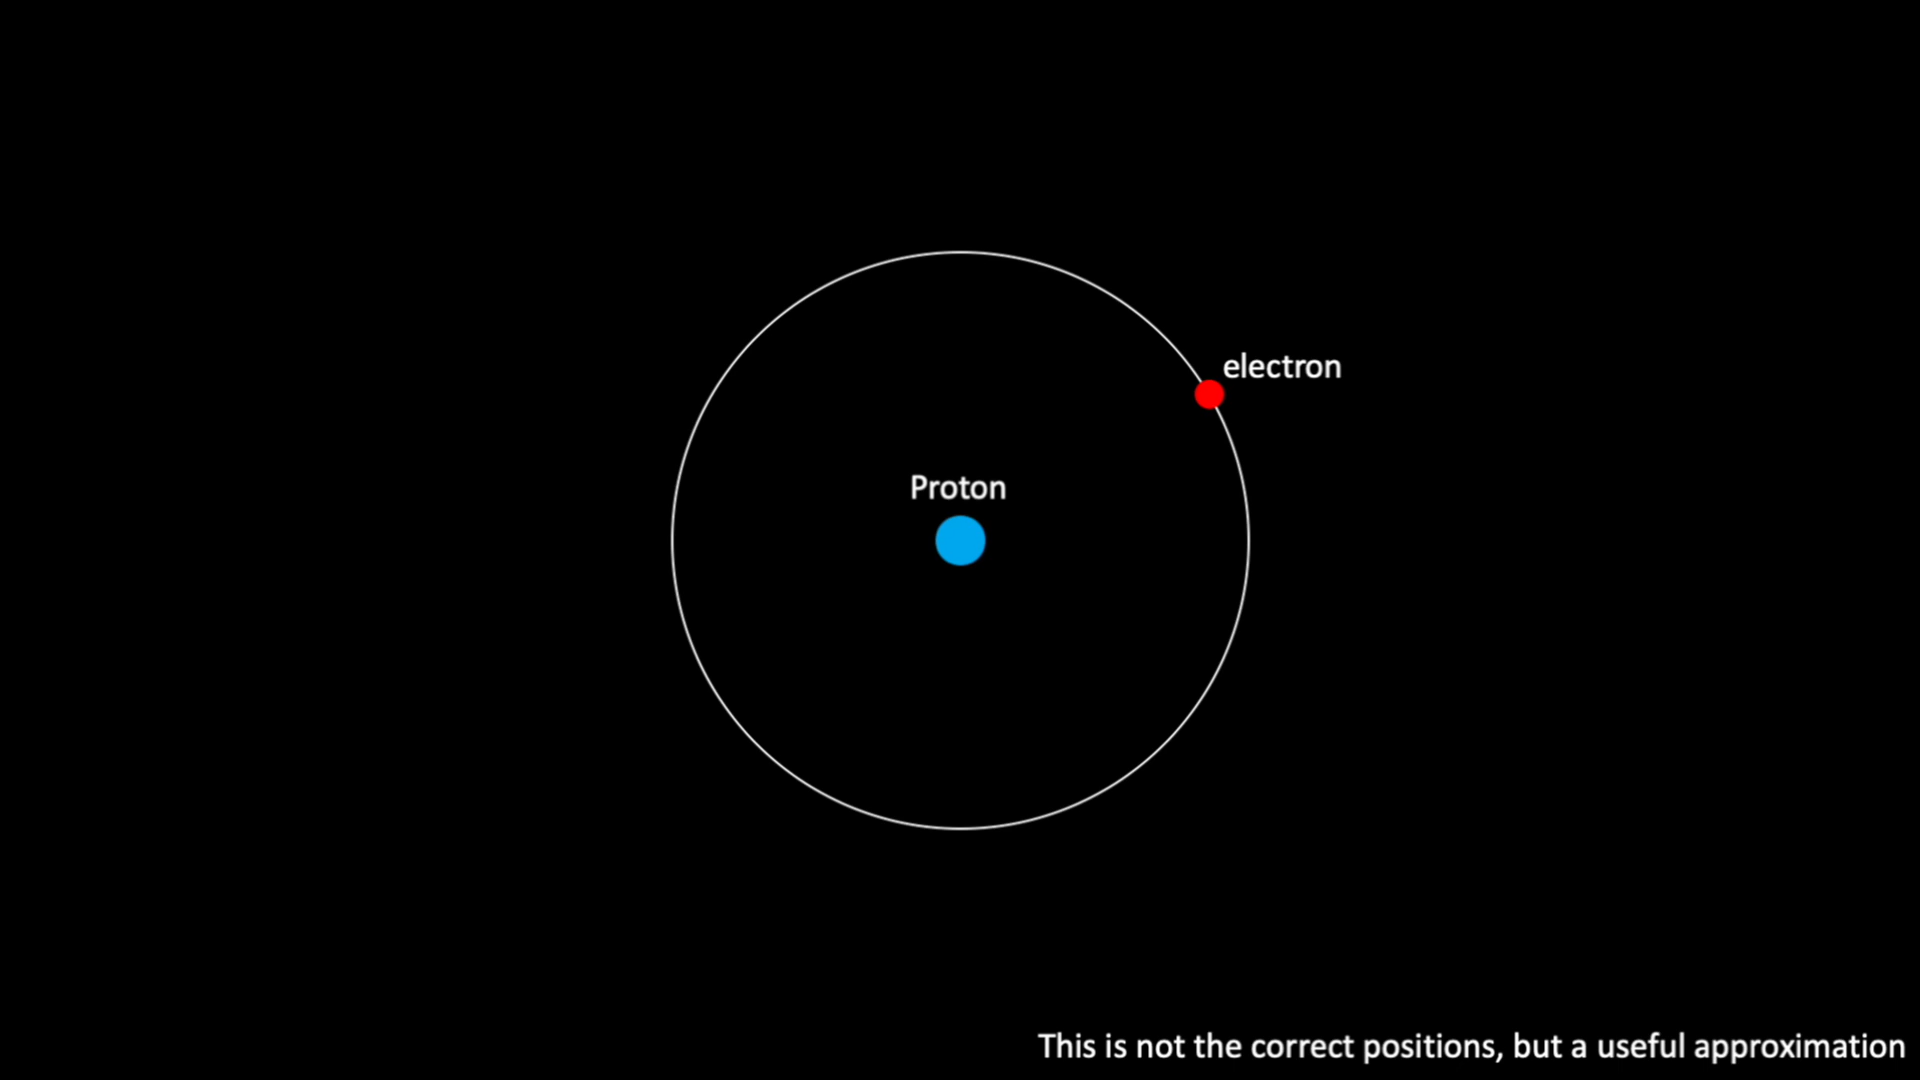 electron
Proton
This is not the correct positions, but a useful approximation